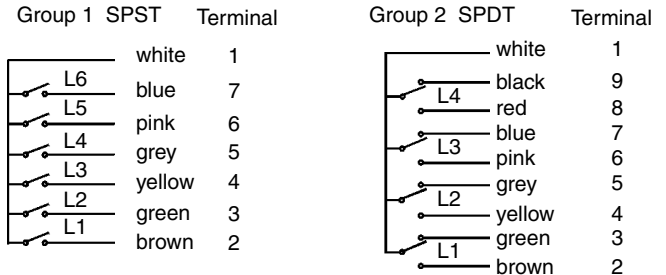 Group 1 SPST Terminal
white 1
L6 blue 7
L5 pink 6
L4 grey 5
L3 yellow 4
L2 green 3
L1 brown 2
Group 2 SPDT Terminal
white 1
black 9
L4 red 8
blue 7
L3 pink 6
grey 5
L2 yellow 4
green 3
L1 brown 2